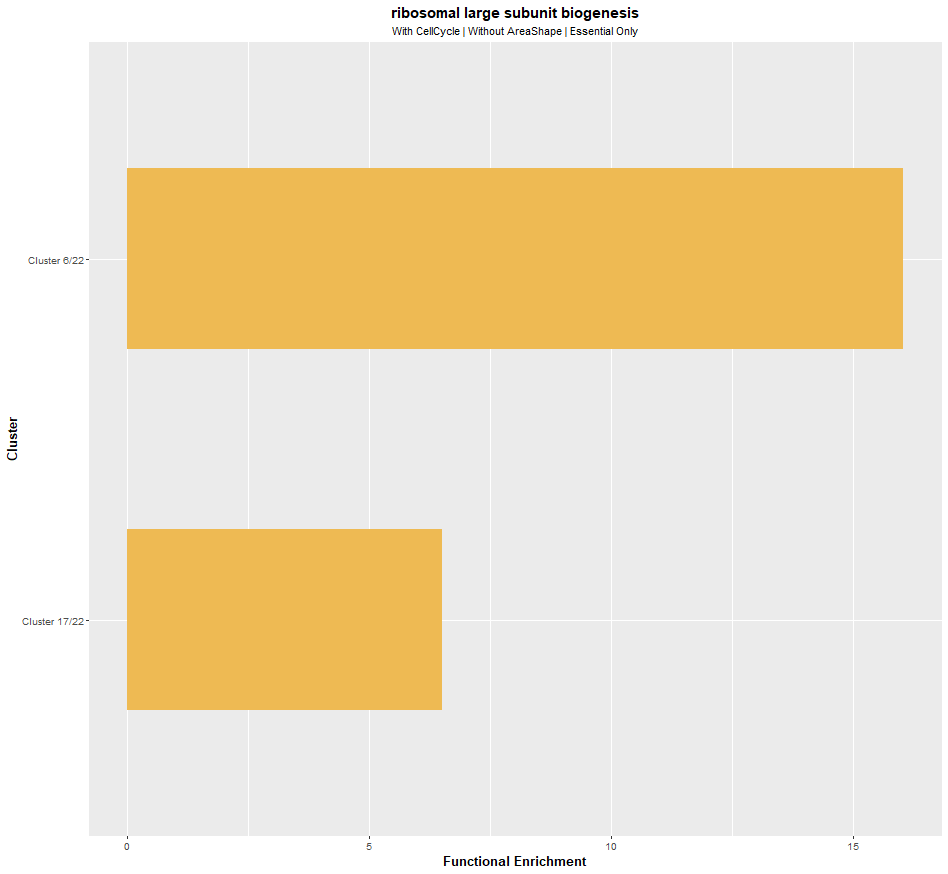 ribosomal large subunit biogenesis
With CellCycle | Without AreaShape | Essential Only
Cluster
Cluster 6/22
Cluster 17/22
0 5 10 15
Functional Enrichment